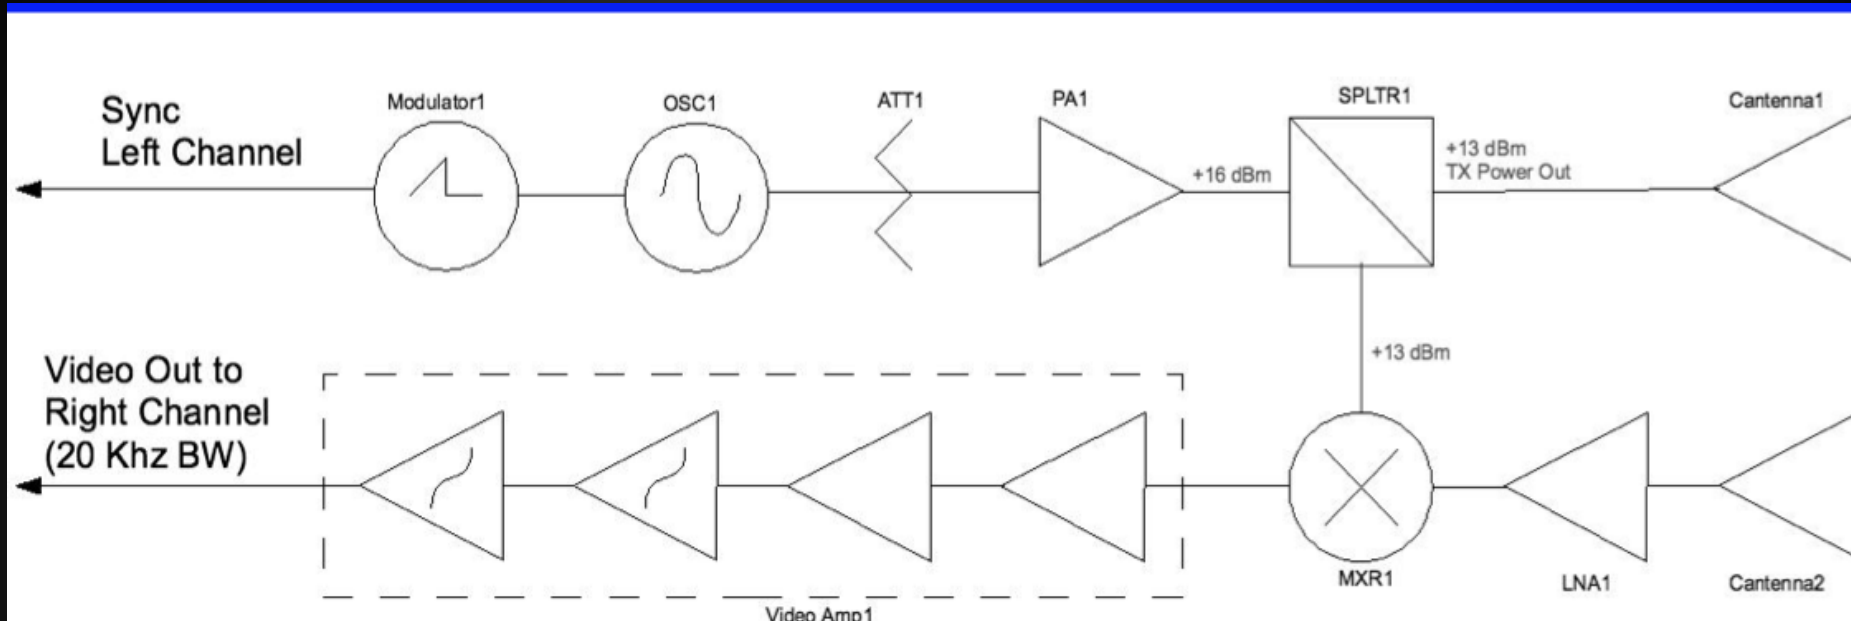 Sync
Left Channel
Modulator1
OSC1
ATT1
PA1
+16 dBm
SPLTR1
+13 dBm
TX Power Out
Cantenna1
+13 dBm
Video Out to
Right Channel
(20 Khz BW)
Video Amp1
MXR1
LNA1
Cantenna2